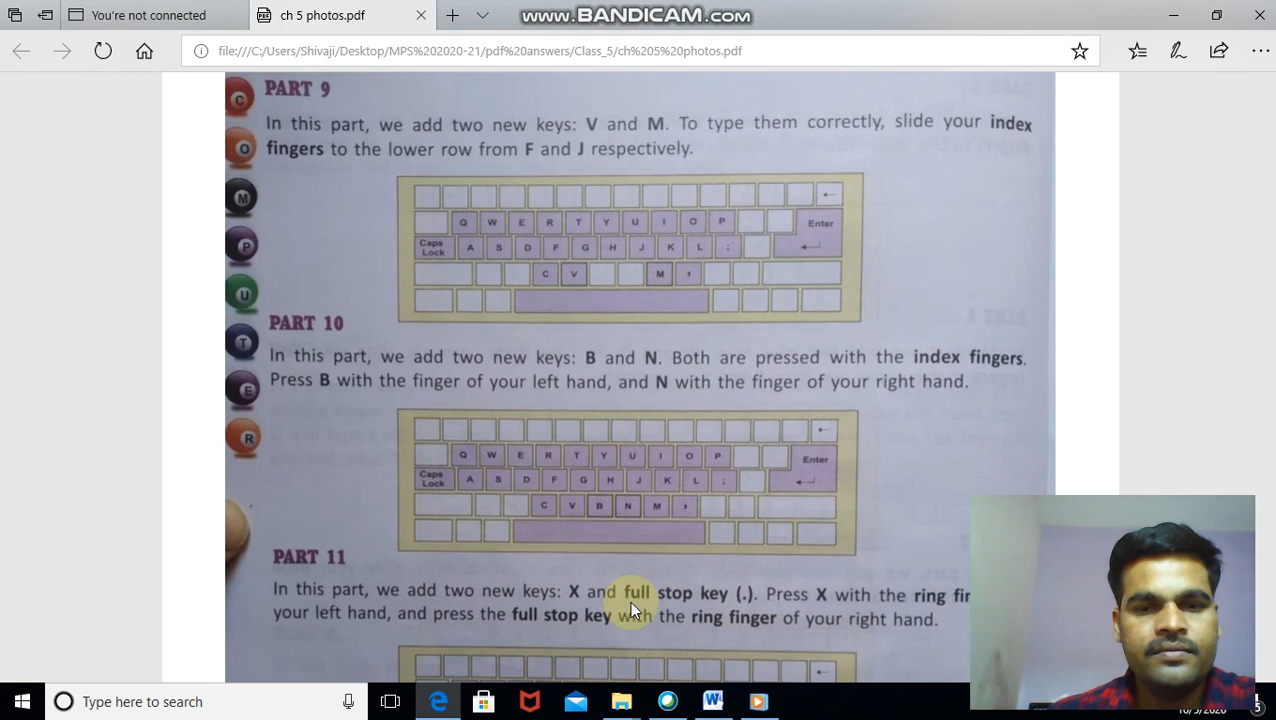 You're not connected
ch 5 photos.pdf
www.BANDICAM.com
file:///C:/Users/Shivaji/Desktop/MPS%202020-21/pdf%20answers/Class_5/ch%205%20photos.pdf
C
O
M
P
U
T
E
R
PART 9
In this part, we add two new keys: V and M. To type them correctly, slide your index
fingers to the lower row from F and J respectively.
←
Q W E R T Y U I O P Enter
Caps Lock A S D F G H J K L ;
C V M ,
PART 10
In this part, we add two new keys: B and N. Both are pressed with the index fingers.
Press B with the finger of your left hand, and N with the finger of your right hand.
←
Q W E R T Y U I O P Enter
Caps Lock A S D F G H J K L ;
C V B N M ,
PART 11
In this part, we add two new keys: X and full stop key (.). Press X with the ring
your left hand, and press the full stop key with the ring finger of your right hand.
←
Type here to search